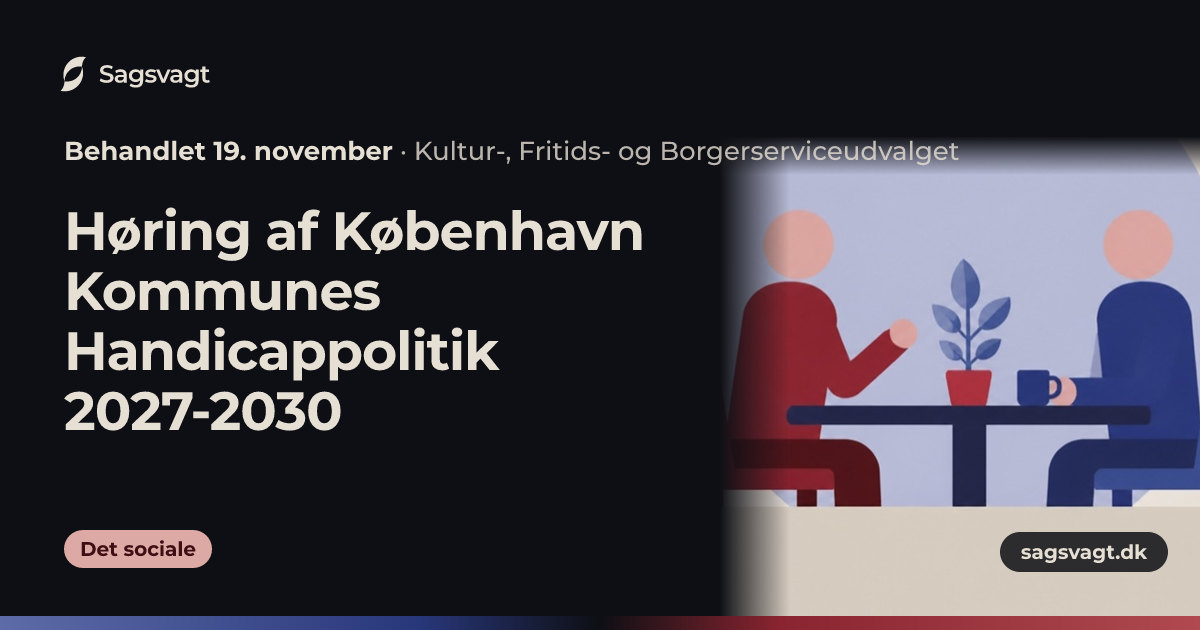 Sagsvagt
Behandlet 19. november · Kultur-, Fritids- og Borgerserviceudvalget
Høring af København
Kommunes
Handicappolitik
2027-2030
Det sociale
sagsvagt.dk